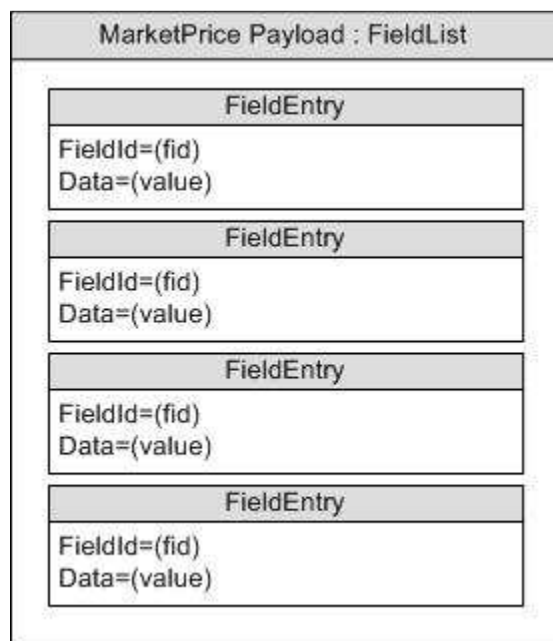 MarketPrice Payload : FieldList
FieldEntry
FieldId=(fid)
Data=(value)
FieldEntry
FieldId=(fid)
Data=(value)
FieldEntry
FieldId=(fid)
Data=(value)
FieldEntry
FieldId=(fid)
Data=(value)